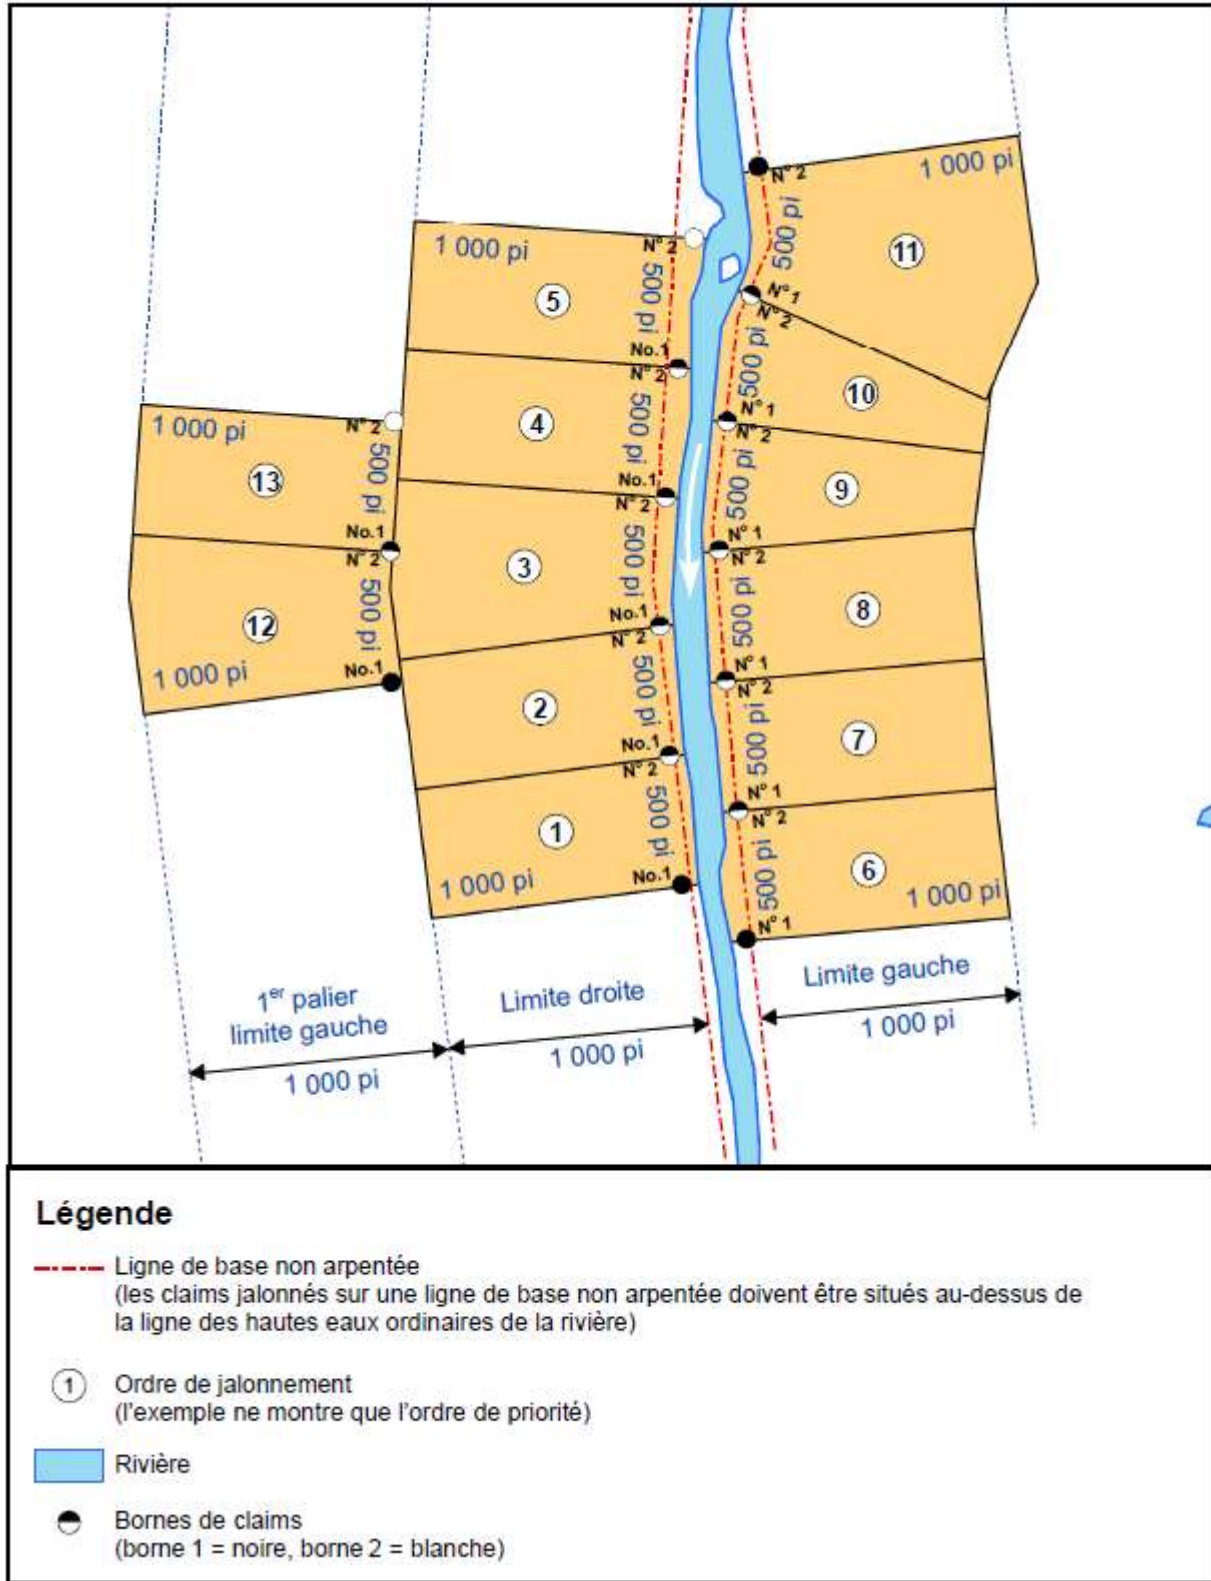 1 000 pi
N° 2
500 pi
11
N° 1
N° 2
500 pi
10
N° 1
N° 2
500 pi
9
N° 1
N° 2
500 pi
8
N° 1
N° 2
500 pi
7
N° 1
N° 2
500 pi
6
1 000 pi
N° 1
1 000 pi
N° 2
500 pi
5
No.1
N° 2
500 pi
4
No.1
N° 2
500 pi
3
No.1
N° 2
500 pi
2
No.1
N° 2
500 pi
1
1 000 pi
No.1
1 000 pi
N° 2
500 pi
13
No.1
N° 2
500 pi
12
1 000 pi
No.1
1er palier
limite gauche
1 000 pi
Limite droite
1 000 pi
Limite gauche
1 000 pi
Légende
Ligne de base non arpentée
(les claims jalonnés sur une ligne de base non arpentée doivent être situés au-dessus de
la ligne des hautes eaux ordinaires de la rivière)
1
Ordre de jalonnement
(l'exemple ne montre que l'ordre de priorité)
Rivière
Bornes de claims
(borne 1 = noire, borne 2 = blanche)